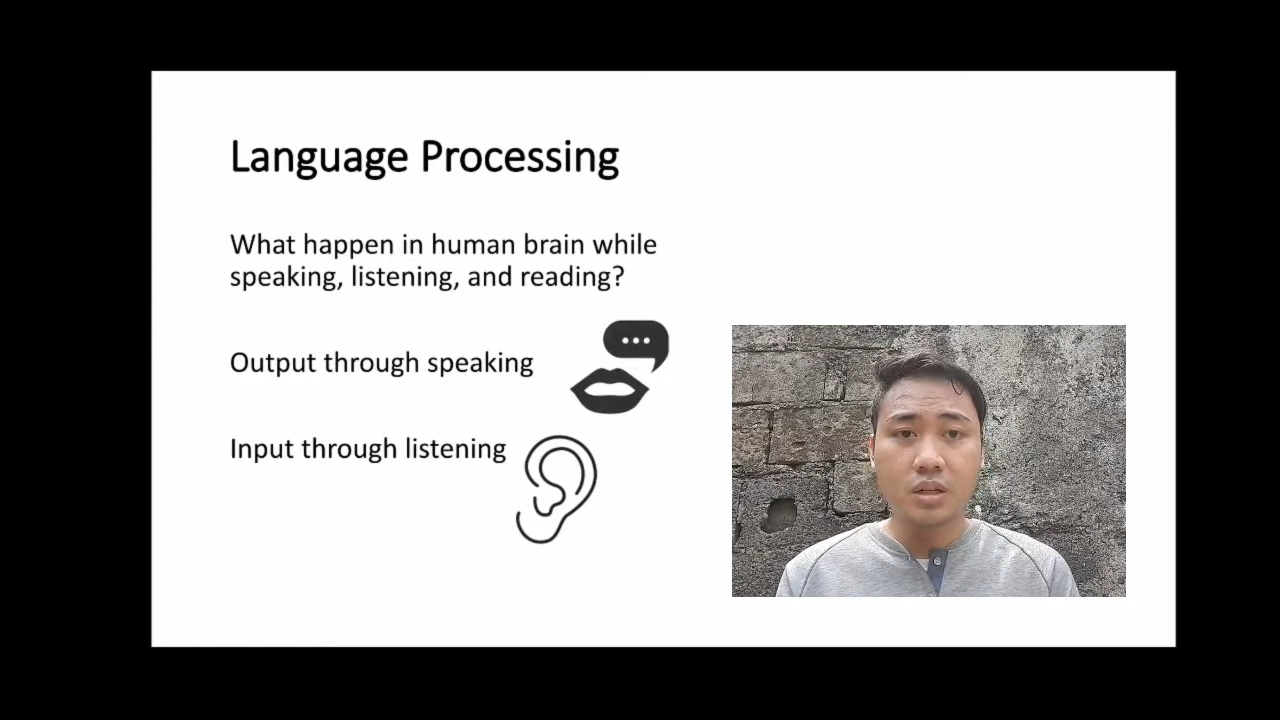 Language Processing
What happen in human brain while
speaking, listening, and reading?
Output through speaking
Input through listening